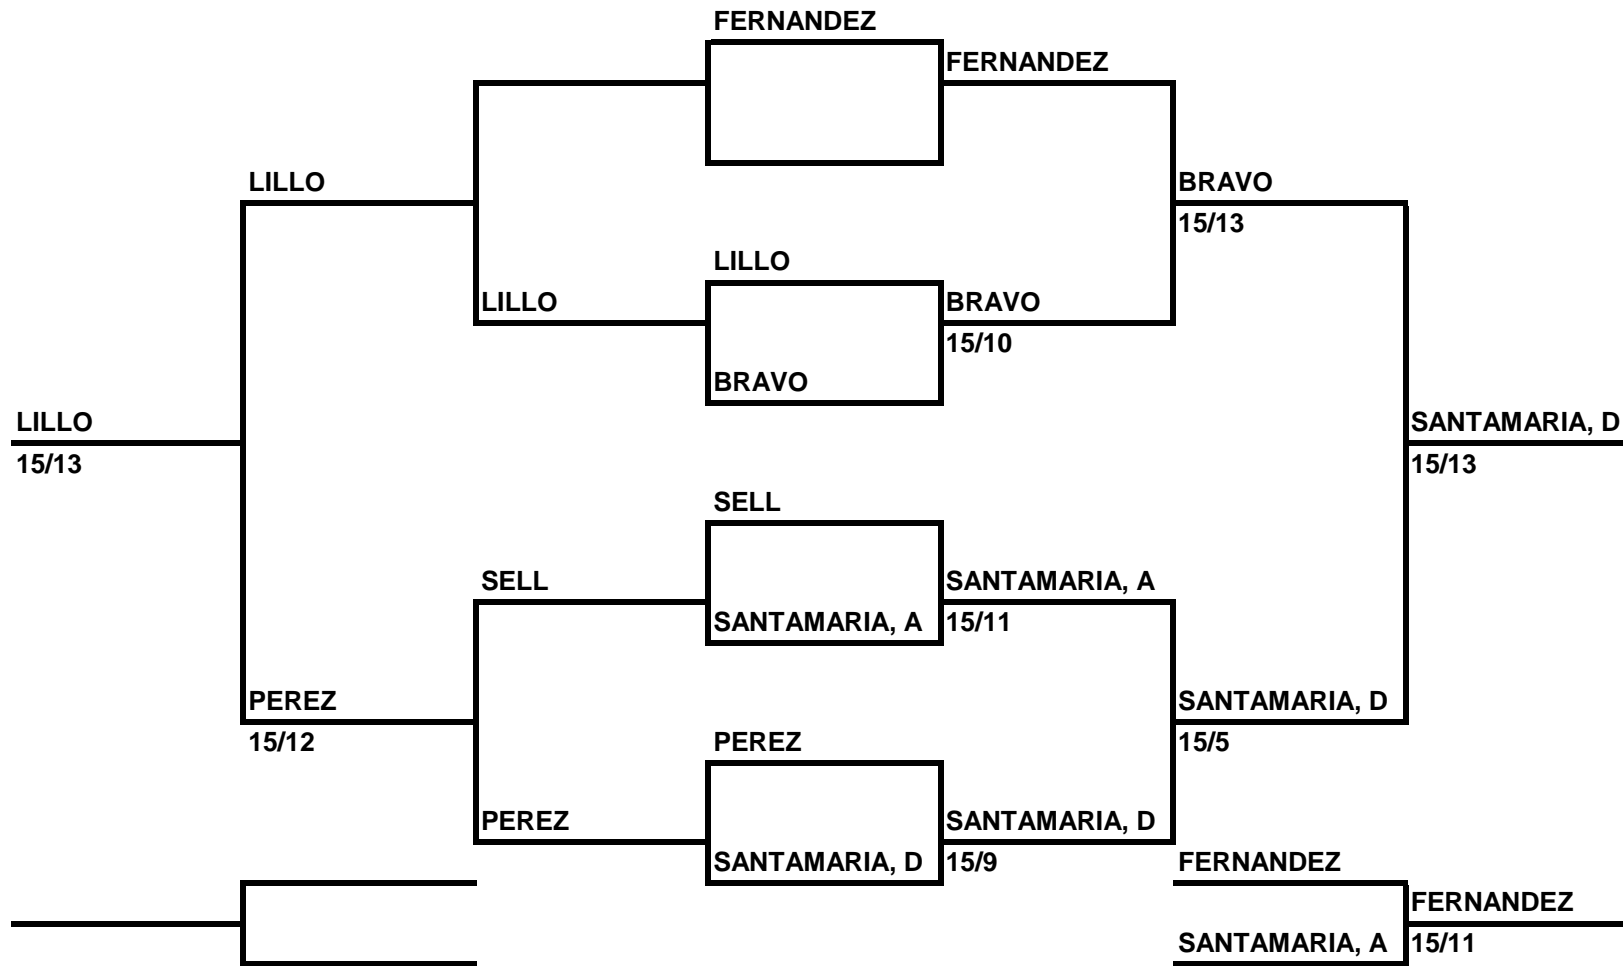 FERNANDEZ
FERNANDEZ
LILLO
BRAVO
15/13
LILLO
LILLO
BRAVO
15/10
BRAVO
LILLO
SANTAMARIA, D
15/13
15/13
SELL
SELL
SANTAMARIA, A
SANTAMARIA, A
15/11
PEREZ
SANTAMARIA, D
15/12
PEREZ
15/5
PEREZ
SANTAMARIA, D
SANTAMARIA, D
15/9
FERNANDEZ
FERNANDEZ
SANTAMARIA, A
15/11